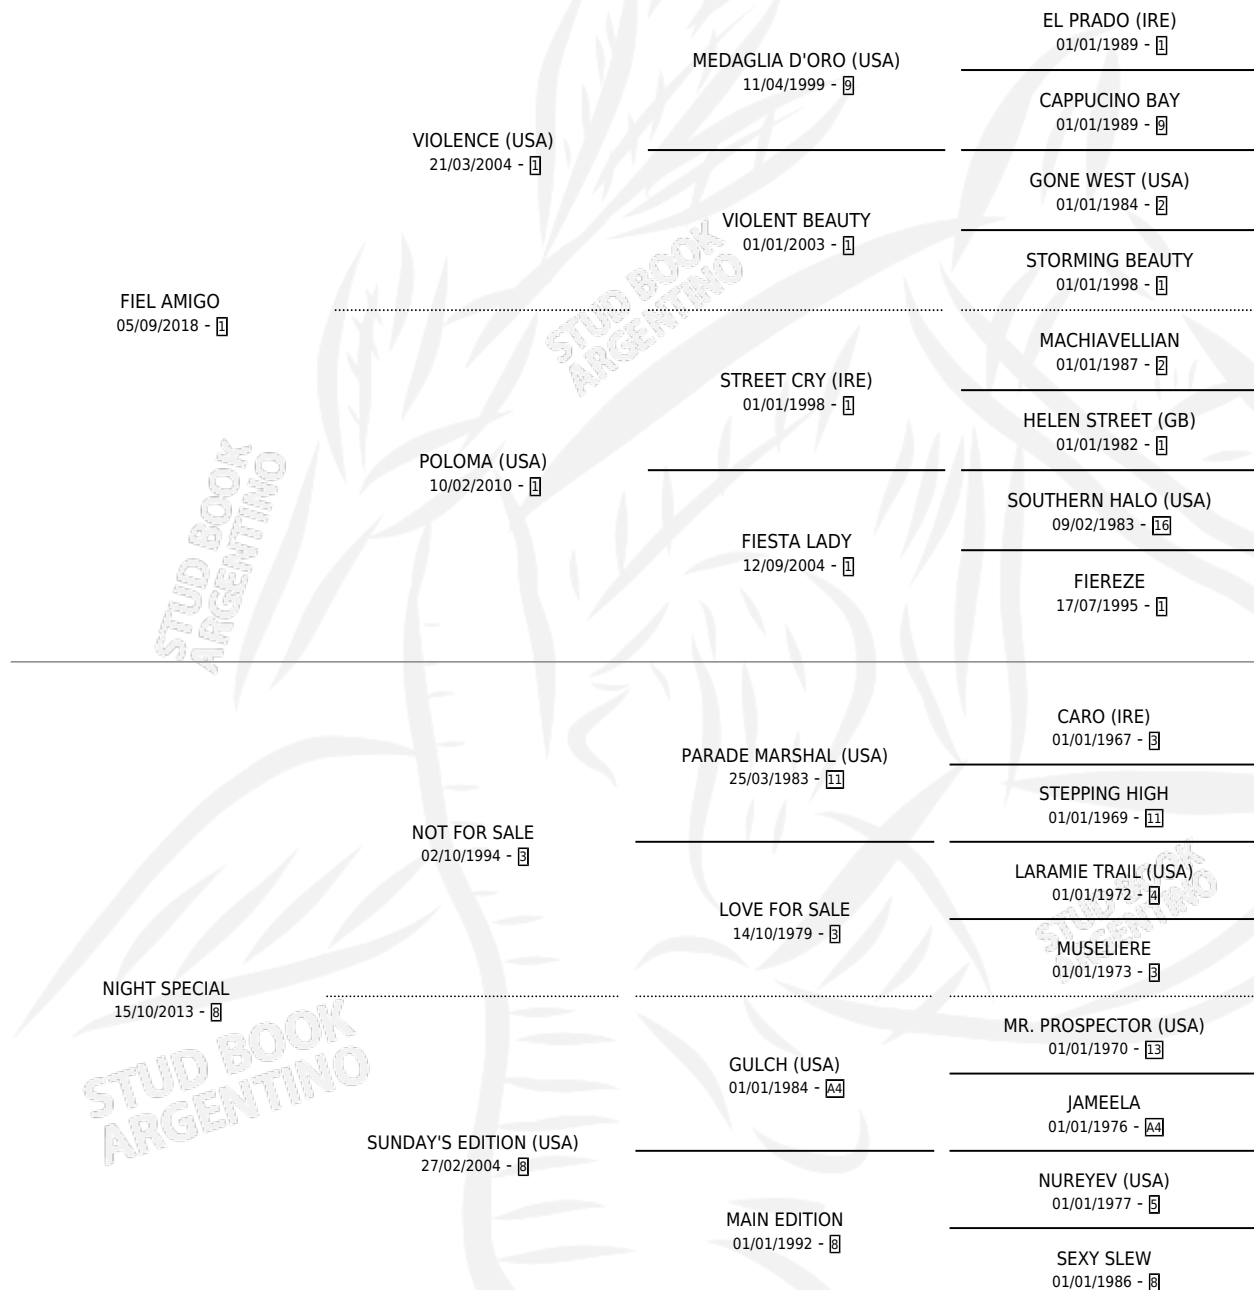 EL PRADO (IRE)
01/01/1989 - 1
MEDAGLIA D'ORO (USA)
11/04/1999 - 9
CAPPUCINO BAY
01/01/1989 - 9
VIOLENCE (USA)
21/03/2004 - 1
GONE WEST (USA)
01/01/1984 - 2
VIOLENT BEAUTY
01/01/2003 - 1
STORMING BEAUTY
01/01/1998 - 1
FIEL AMIGO
05/09/2018 - 1
STUD BOOK
ARGENTINO
MACHIAVELLIAN
01/01/1987 - 2
STREET CRY (IRE)
01/01/1998 - 1
HELEN STREET (GB)
01/01/1982 - 1
POLOMA (USA)
10/02/2010 - 1
SOUTHERN HALO (USA)
09/02/1983 - 16
FIESTA LADY
12/09/2004 - 1
FIEREZE
17/07/1995 - 1
STUD BOOK
ARGENTINO
CARO (IRE)
01/01/1967 - 3
PARADE MARSHAL (USA)
25/03/1983 - 11
STEPPING HIGH
01/01/1969 - 11
NOT FOR SALE
02/10/1994 - 3
LARAMIE TRAIL (USA)
01/01/1972 - 4
LOVE FOR SALE
14/10/1979 - 3
STUD BOOK
ARGENTINO
MUSELIERE
01/01/1973 - 3
NIGHT SPECIAL
15/10/2013 - 8
STUD BOOK
ARGENTINO
MR. PROSPECTOR (USA)
01/01/1970 - 13
GULCH (USA)
01/01/1984 - A4
JAMEELA
01/01/1976 - A4
SUNDAY'S EDITION (USA)
27/02/2004 - 8
NUREYEV (USA)
01/01/1977 - 5
MAIN EDITION
01/01/1992 - 8
SEXY SLEW
01/01/1986 - 8